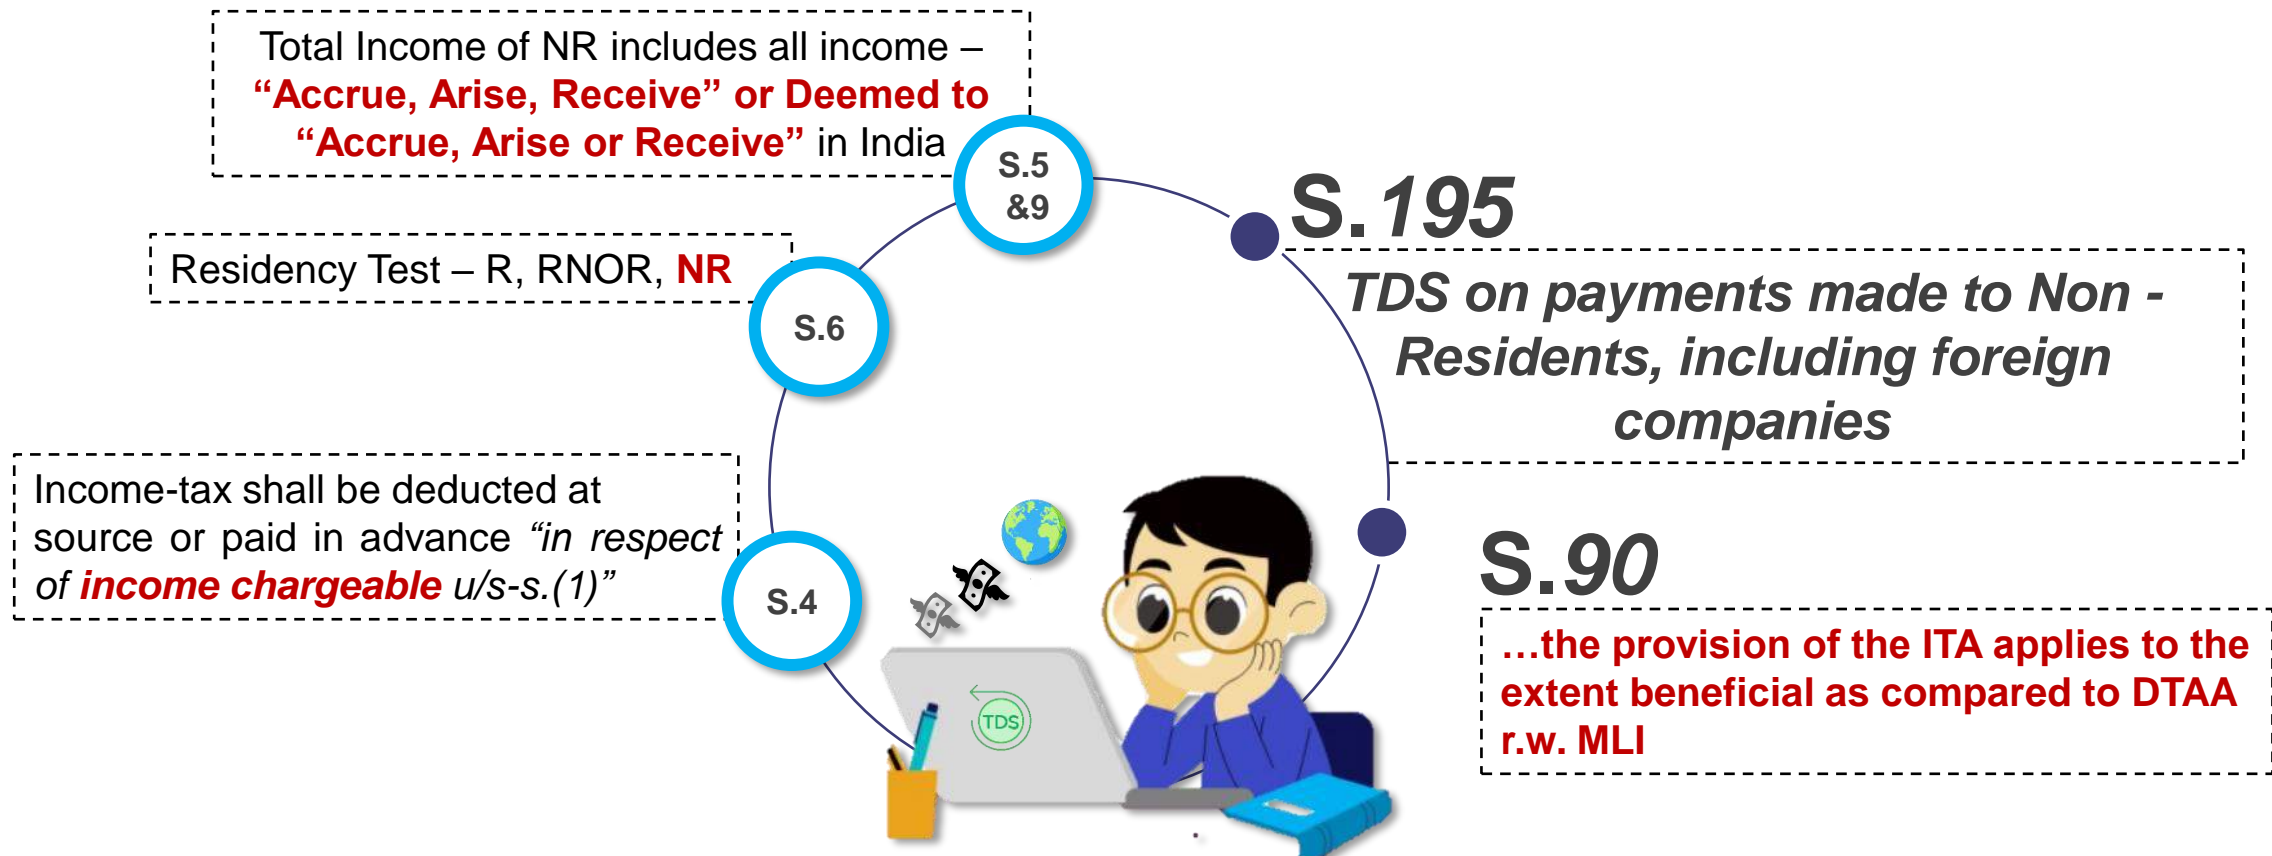 Total Income of NR includes all income –
“Accrue, Arise, Receive” or Deemed to
“Accrue, Arise or Receive” in India
S.5
&9
Residency Test – R, RNOR, NR
S.6
Income-tax shall be deducted at
source or paid in advance “in respect
of income chargeable u/s-s.(1)”
S.4
S.195
TDS on payments made to Non -
Residents, including foreign
companies
S.90
…the provision of the ITA applies to the
extent beneficial as compared to DTAA
r.w. MLI
TDS